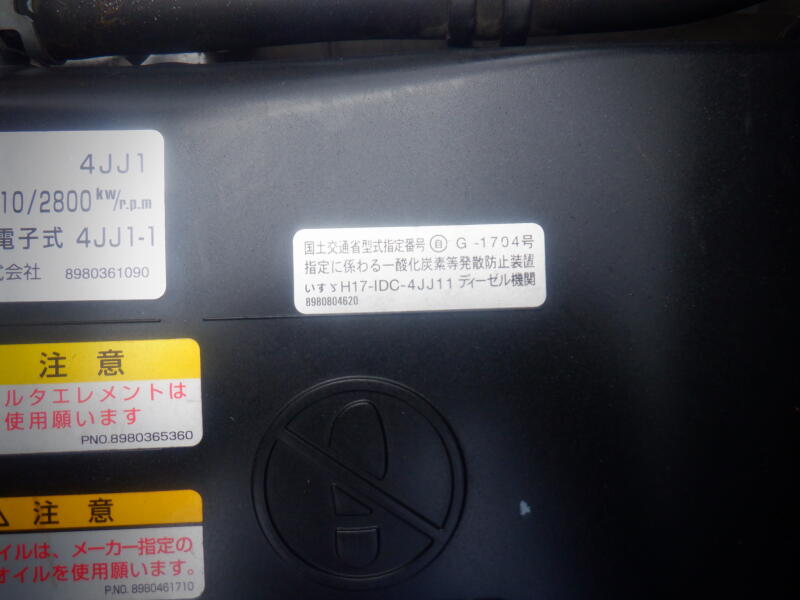 4JJ1
10/2800 kw/r.p.m
電子式 4JJ1-1
式会社 8980361090
国土交通省型式指定番号 自 G -1704号
指定に係わる一酸化炭素等発散防止装置
いすゞH17-IDC-4JJ11 ディーゼル機関
8980804620
注意
ルタエレメントは
使用願います
PNO.8980365360
注意
イルは、メーカー指定の
オイルを使用願います。
P.NO. 8980461710